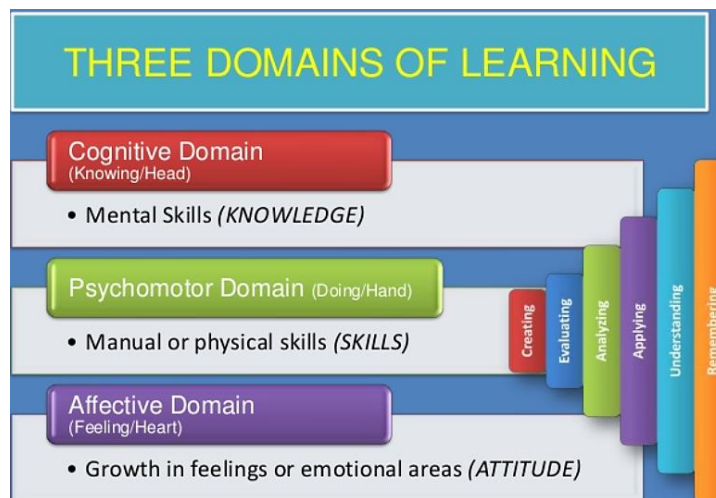 THREE DOMAINS OF LEARNING
Cognitive Domain
(Knowing/Head)
• Mental Skills (KNOWLEDGE)
Psychomotor Domain (Doing/Hand)
• Manual or physical skills (SKILLS)
Affective Domain
(Feeling/Heart)
• Growth in feelings or emotional areas (ATTITUDE)
Creating
Evaluating
Analyzing
Applying
Understanding
Remembering